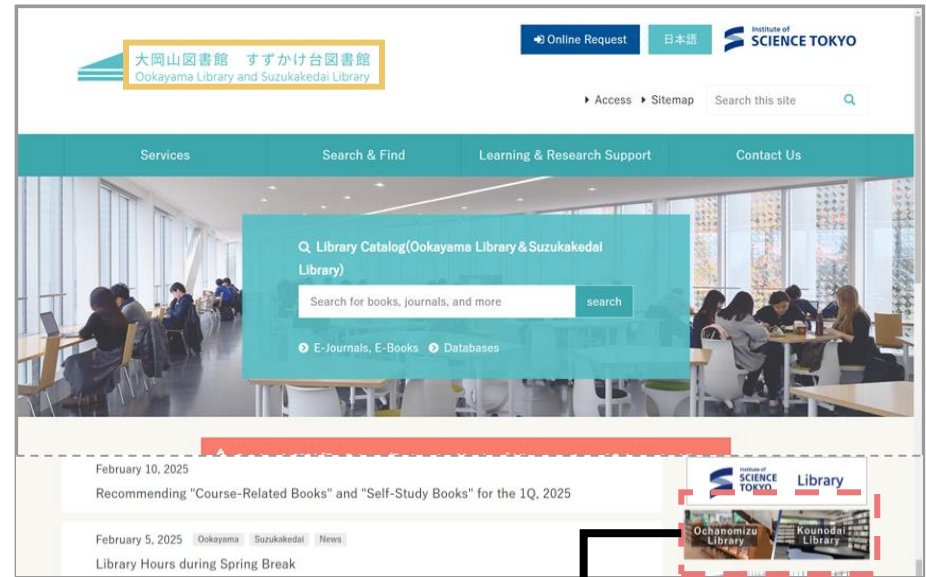 大岡山図書館　すずかけ台図書館
Ookayama Library and Suzukakedai Library
Online Request
日本語
Institute of
SCIENCE TOKYO
Access
Sitemap
Search this site
Services
Search & Find
Learning & Research Support
Contact Us
Library Catalog(Ookayama Library & Suzukakedai
Library)
Search for books, journals, and more
search
E-Journals, E-Books
Databases
February 10, 2025
Recommending "Course-Related Books" and "Self-Study Books" for the 1Q, 2025
February 5, 2025 Ookayama Suzukakedai News
Library Hours during Spring Break
Institute of
SCIENCE
TOKYO
Library
Ochanomizu
Library
Kounodai
Library